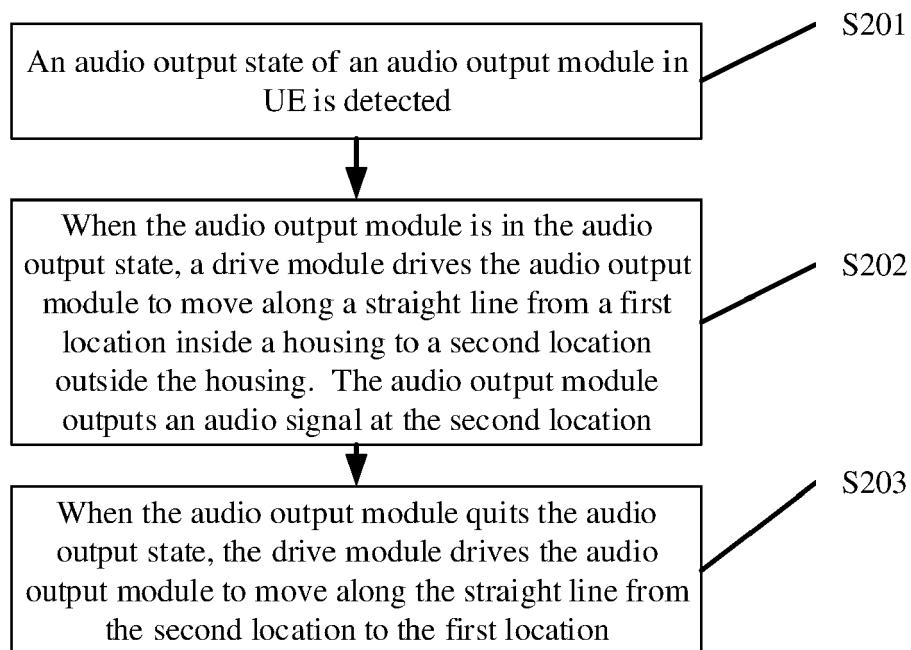 S201
An audio output state of an audio output module in
UE is detected
When the audio output module is in the audio
output state, a drive module drives the audio output
module to move along a straight line from a first
location inside a housing to a second location
outside the housing.  The audio output module
outputs an audio signal at the second location
S202
When the audio output module quits the audio
output state, the drive module drives the audio
output module to move along the straight line from
the second location to the first location
S203